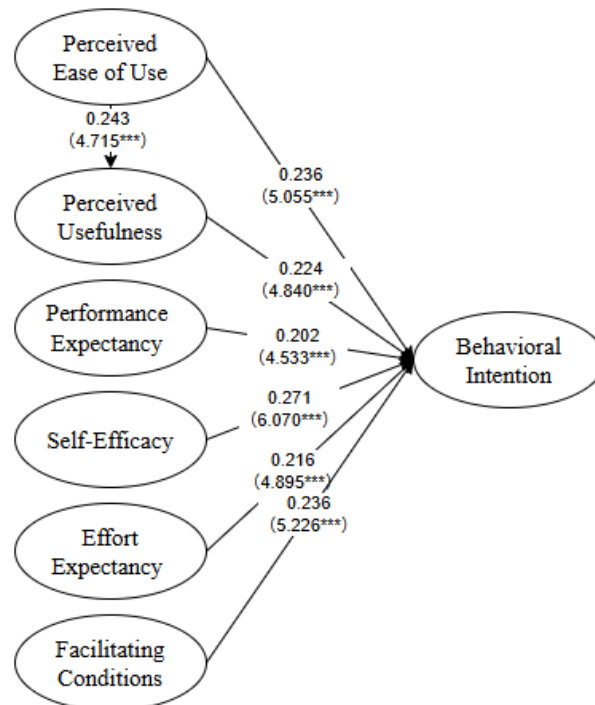 Perceived
Ease of Use
0.243
(4.715***)
0.236
(5.055***)
Perceived
Usefulness
0.224
(4.840***)
Performance
Expectancy
0.202
(4.533***)
Behavioral
Intention
0.271
(6.070***)
Self-Efficacy
0.216
(4.895***)
0.236
(5.226***)
Effort
Expectancy
Facilitating
Conditions